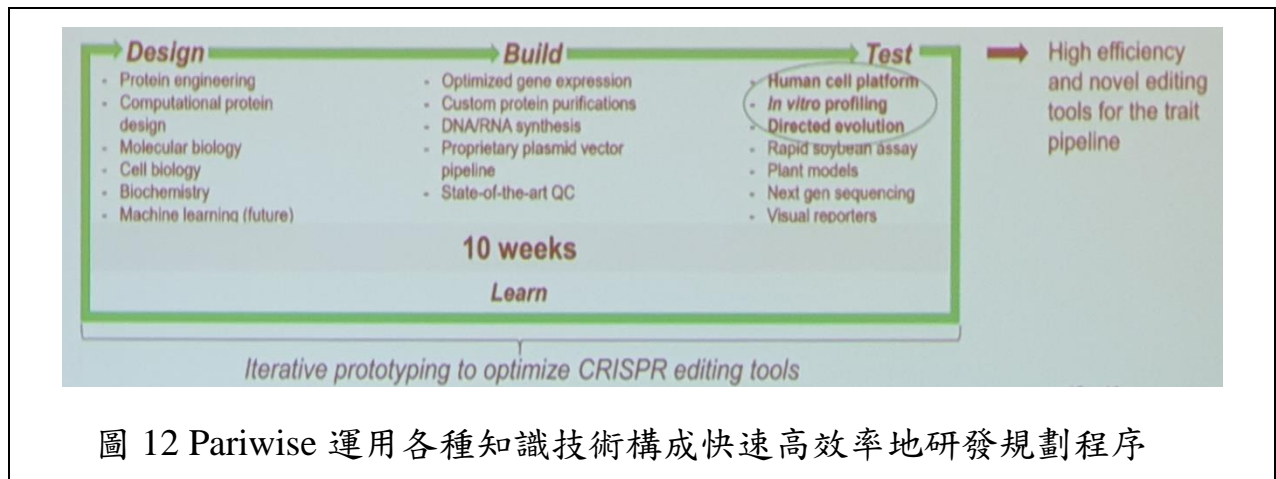 Design
- Protein engineering
- Computational protein
design
- Molecular biology
- Cell biology
- Biochemistry
- Machine learning (future)
Build
- Optimized gene expression
- Custom protein purifications
- DNA/RNA synthesis
- Proprietary plasmid vector
pipeline
- State-of-the-art QC
Test
- Human cell platform
- In vitro profiling
- Directed evolution
- Rapid soybean assay
- Plant models
- Next gen sequencing
- Visual reporters
High efficiency
and novel editing
tools for the trait
pipeline
10 weeks
Learn
Iterative prototyping to optimize CRISPR editing tools
圖 12 Pariwise 運用各種知識技術構成快速高效率地研發規劃程序